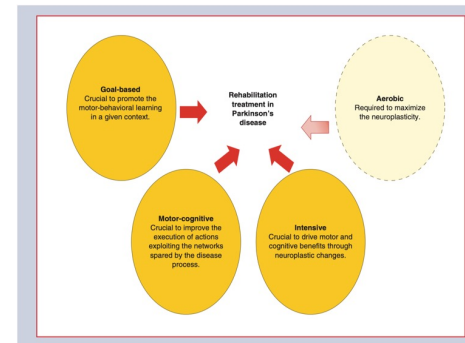 Goal-based
Crucial to promote the
motor-behavioral learning
in a given context.
Rehabilitation
treatment in
Parkinson's
disease
Aerobic
Required to maximize
the neuroplasticity.
Motor-cognitive
Crucial to improve the
execution of actions
exploiting the networks
spared by the disease
process.
Intensive
Crucial to drive motor and
cognitive benefits through
neuroplastic changes.